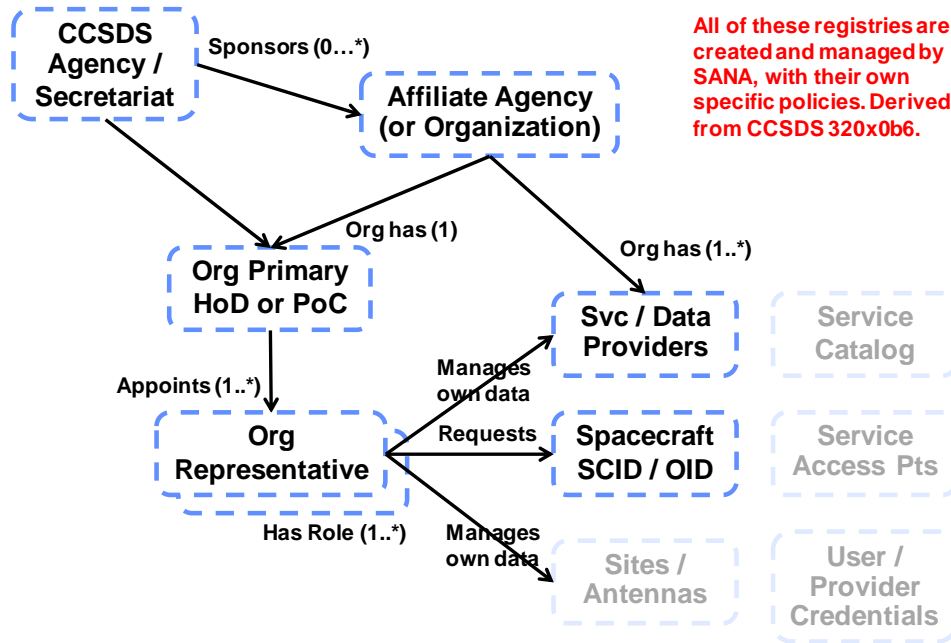 CCSDS
Agency /
Secretariat
Sponsors (0…*)
Affiliate Agency
(or Organization)
All of these registries are
created and managed by
SANA, with their own
specific policies. Derived
from CCSDS 320x0b6.
Org has (1)
Org has (1..*)
Org Primary
HoD or PoC
Svc / Data
Providers
Service
Catalog
Appoints (1..*)
Manages
own data
Org
Representative
Requests
Spacecraft
SCID / OID
Service
Access Pts
Has Role (1..*)
Manages
own data
Sites /
Antennas
User /
Provider
Credentials